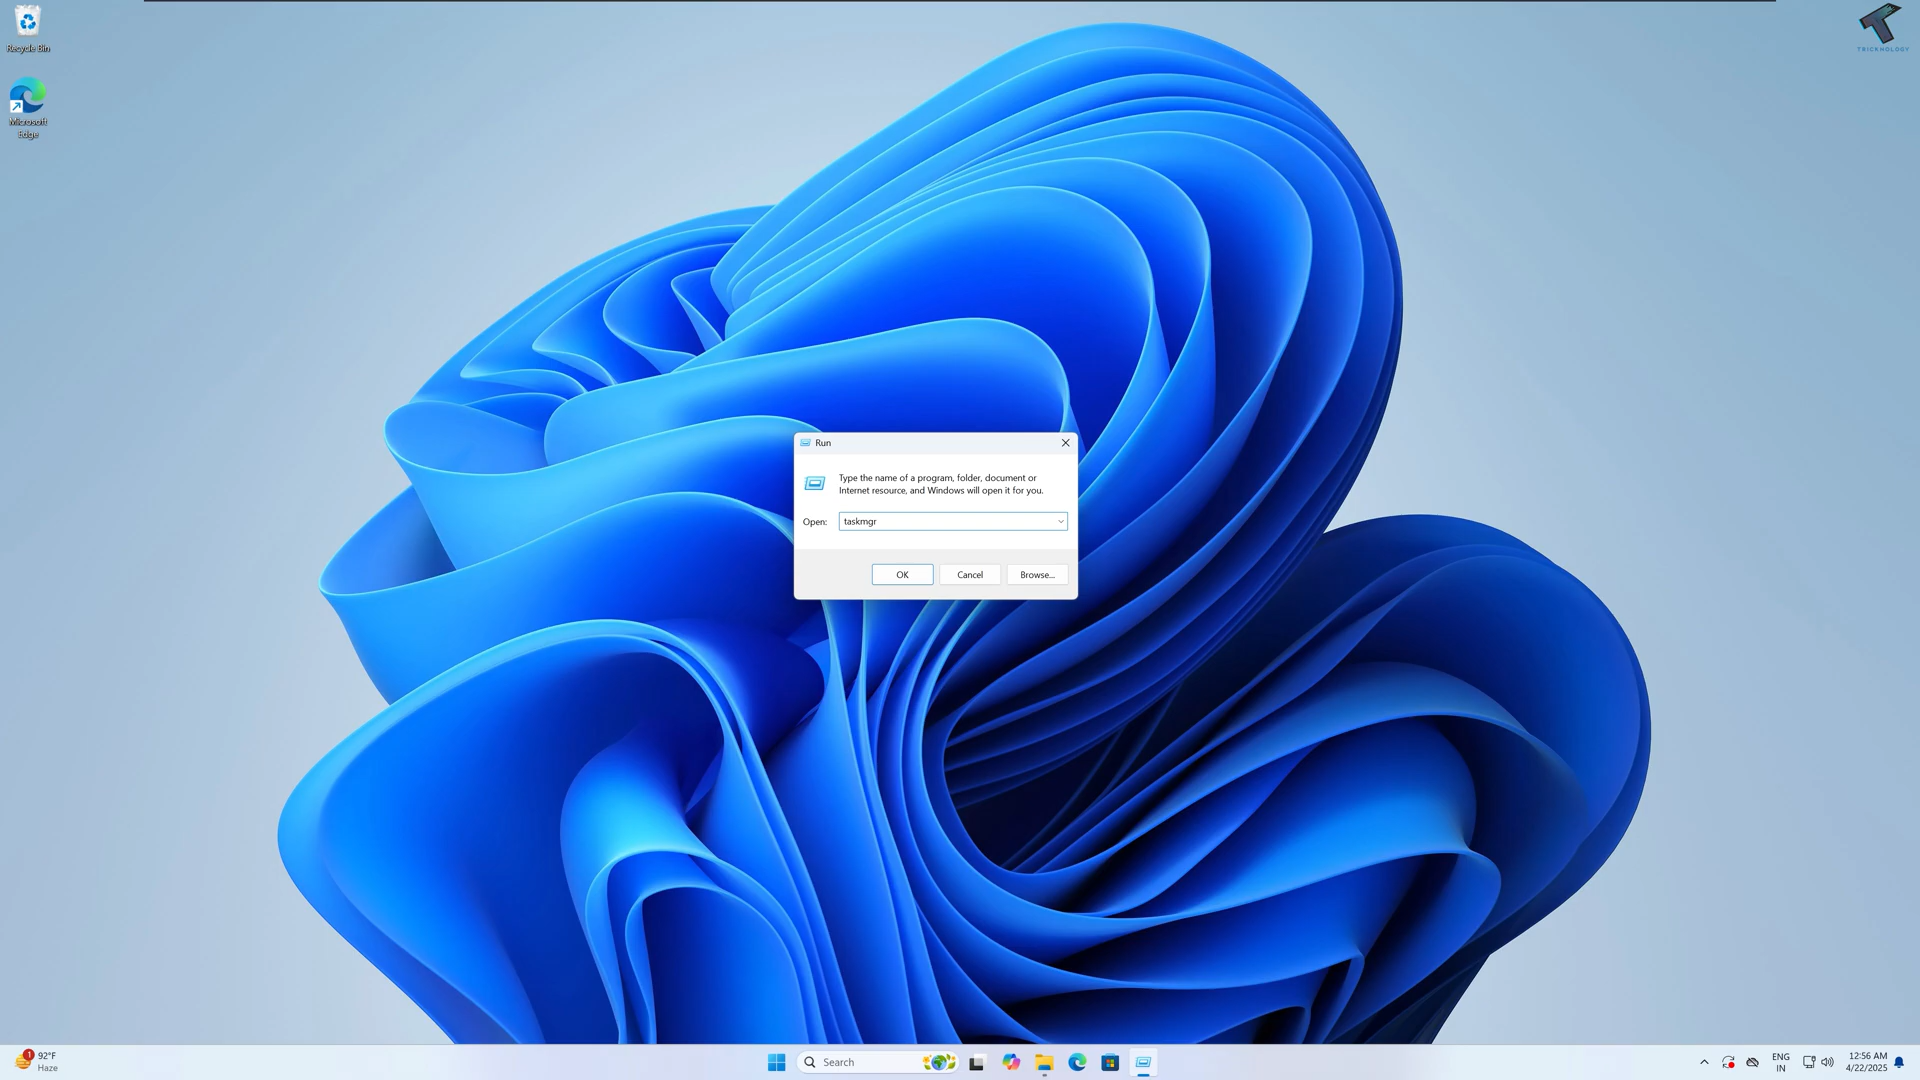 Recycle Bin
TRICKNOLOGY
Microsoft
Edge
Run
Type the name of a program, folder, document or
Internet resource, and Windows will open it for you.
Open:
taskmgr
OK
Cancel
Browse...
1
92°F
Haze
Search
ENG
IN
12:56 AM
4/22/2025